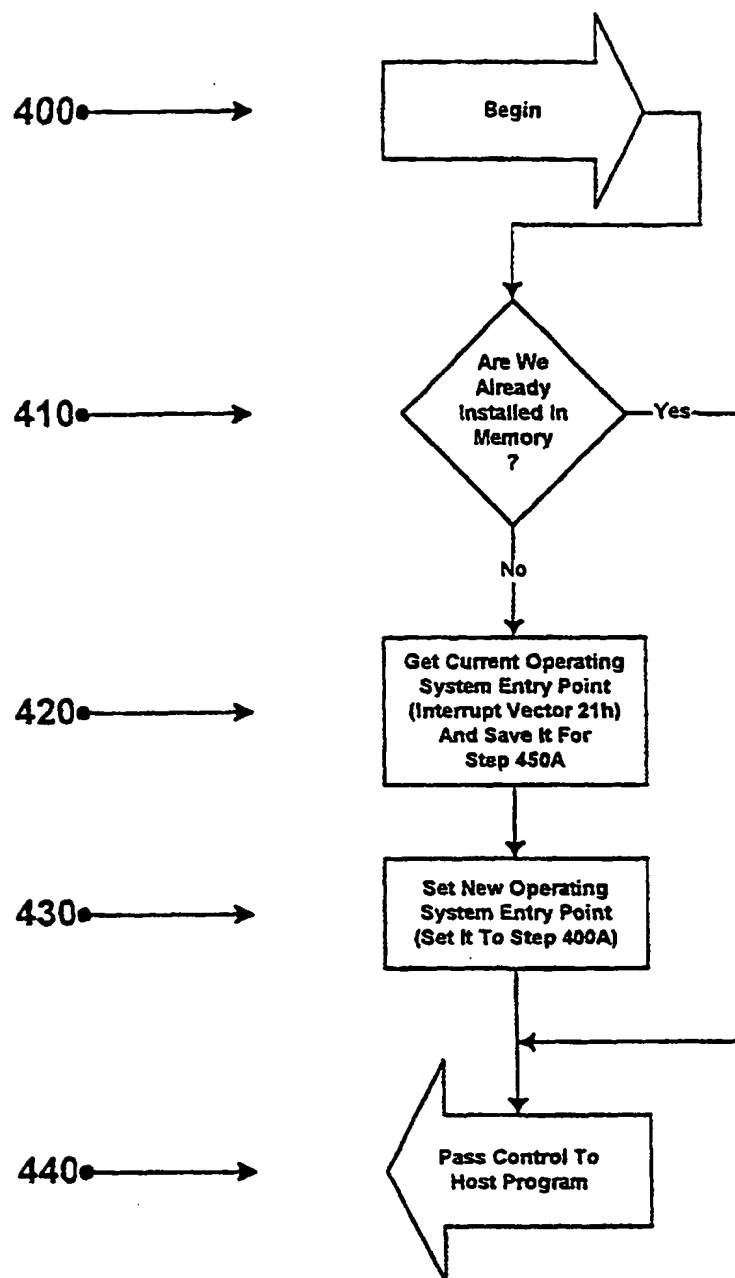 400
Begin
410
Are We
Already
Installed In
Memory
?
Yes
No
420
Get Current Operating
System Entry Point
(Interrupt Vector 21h)
And Save It For
Step 450A
430
Set New Operating
System Entry Point
(Set It To Step 400A)
440
Pass Control To
Host Program